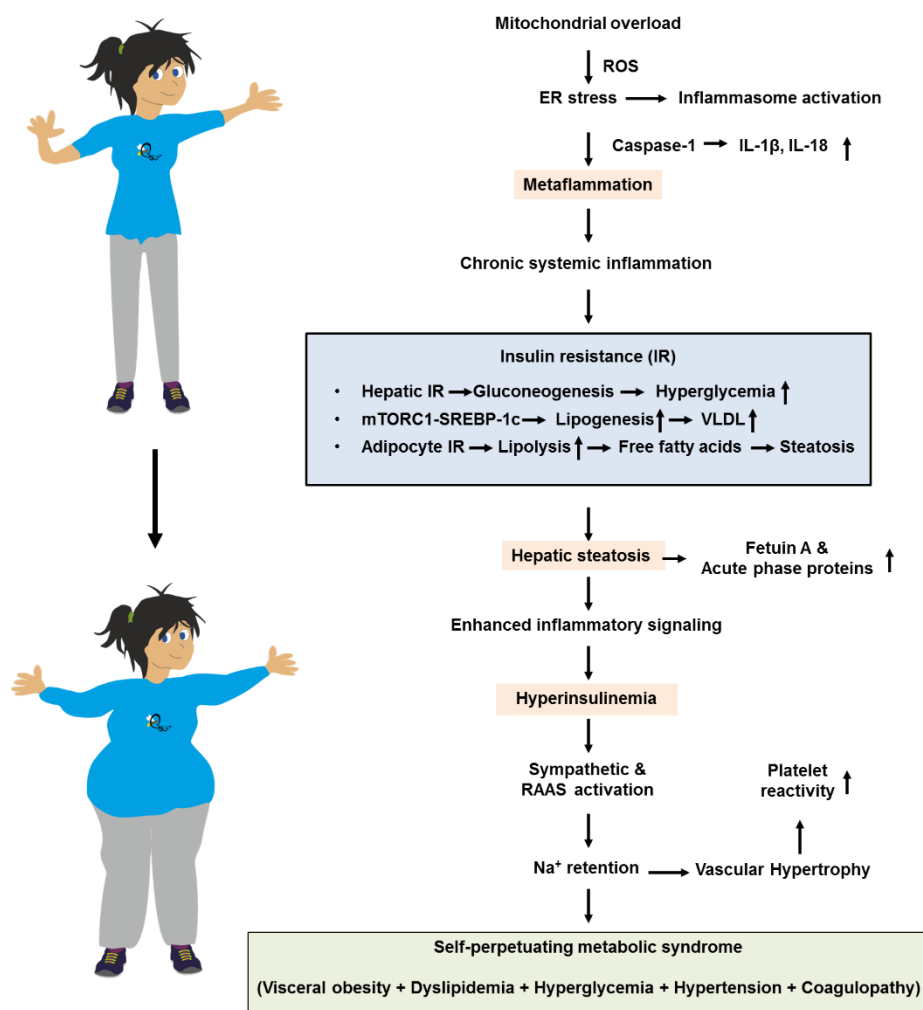 Mitochondrial overload
ROS
ER stress → Inflammasome activation
Caspase-1 → IL-1β, IL-18 ↑
Metaflammation
Chronic systemic inflammation
Insulin resistance (IR)
• Hepatic IR → Gluconeogenesis → Hyperglycemia ↑
• mTORC1-SREBP-1c → Lipogenesis ↑ → VLDL ↑
• Adipocyte IR → Lipolysis ↑ → Free fatty acids → Steatosis
Hepatic steatosis →
Fetuin A &
Acute phase proteins ↑
Enhanced inflammatory signaling
Hyperinsulinemia
Sympathetic &
RAAS activation
Platelet
reactivity ↑
Na⁺ retention → Vascular Hypertrophy
Self-perpetuating metabolic syndrome
(Visceral obesity + Dyslipidemia + Hyperglycemia + Hypertension + Coagulopathy)